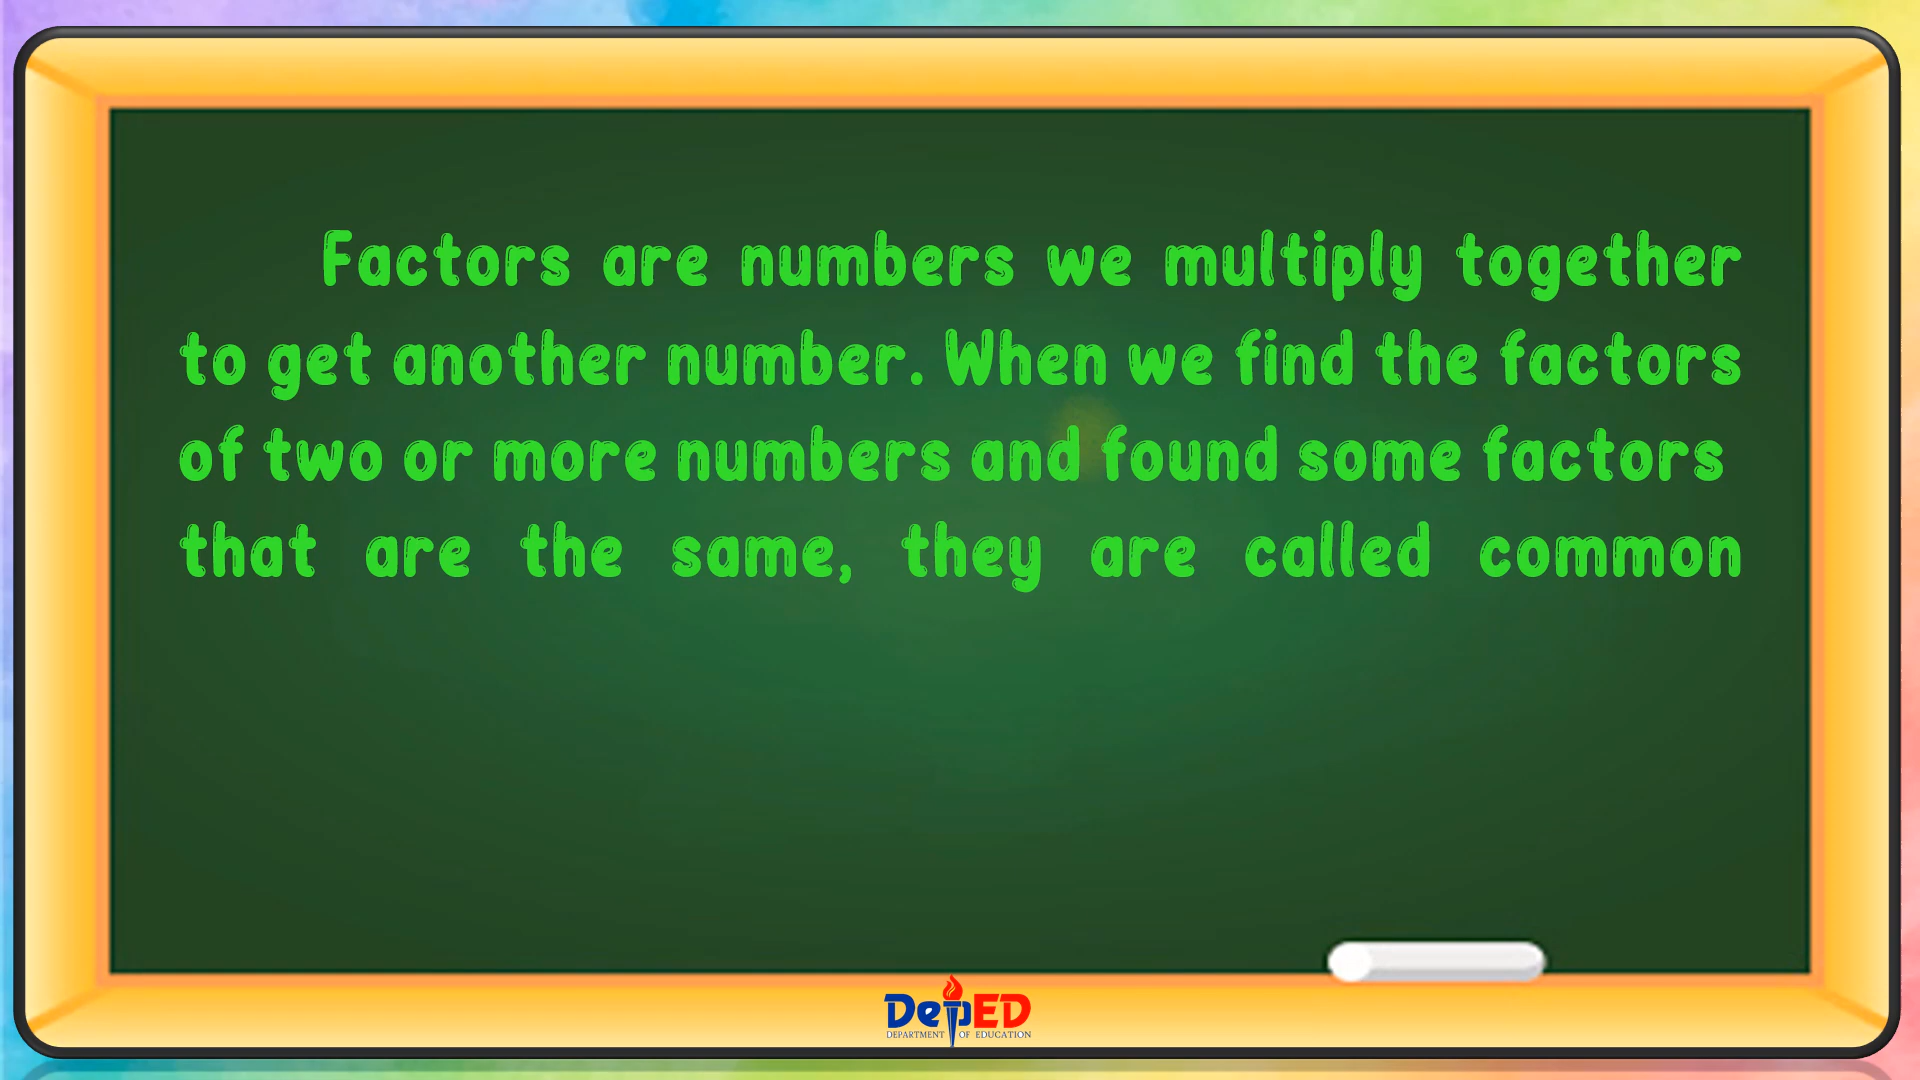 Factors are numbers we multiply together
to get another number. When we find the factors
of two or more numbers and found some factors
that are the same, they are called common
DepED
DEPARTMENT OF EDUCATION